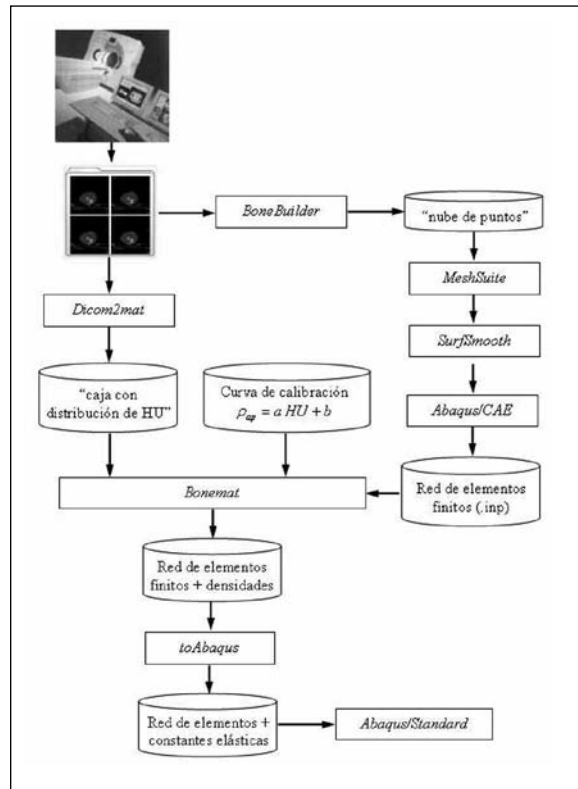 BoneBuilder
“nube de puntos”
MeshSuite
Dicom2mat
SurfSmooth
“caja con
distribución de HU”
Curva de calibración
ρap = a HU + b
Abaqus/CAE
Bonemat
Red de elementos
finitos (.inp)
Red de elementos
finitos + densidades
toAbaqus
Red de elementos +
constantes elásticas
Abaqus/Standard